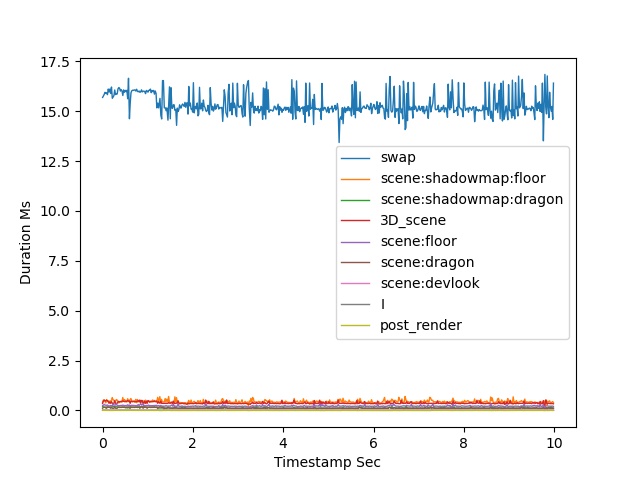 17.5
15.0
12.5
10.0
7.5
5.0
2.5
0.0
Duration Ms
swap
scene:shadowmap:floor
scene:shadowmap:dragon
3D_scene
scene:floor
scene:dragon
scene:devlook
I
post_render
0 2 4 6 8 10
Timestamp Sec